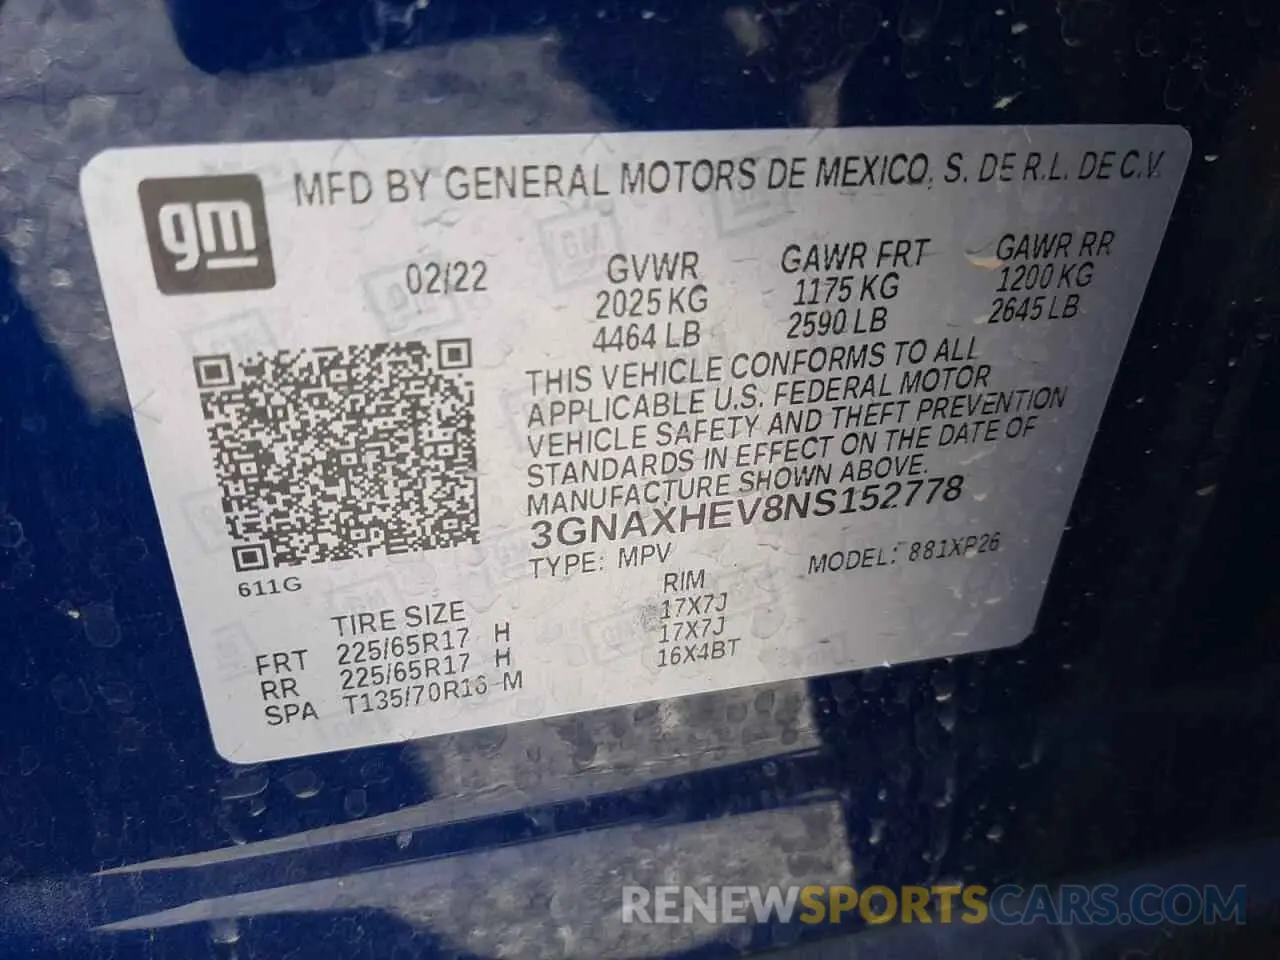 gm
MFD BY GENERAL MOTORS DE MEXICO, S. DE R.L. DE C.V.
02/22
GVWR
2025 KG
4464 LB
GAWR FRT
1175 KG
2590 LB
GAWR RR
1200 KG
2645 LB
THIS VEHICLE CONFORMS TO ALL
APPLICABLE U.S. FEDERAL MOTOR
VEHICLE SAFETY AND THEFT PREVENTION
STANDARDS IN EFFECT ON THE DATE OF
MANUFACTURE SHOWN ABOVE.
3GNAXHEV8NS152778
TYPE: MPV MODEL: 881XP26
611G
TIRE SIZE RIM
FRT 225/65R17 H 17X7J
RR 225/65R17 H 17X7J
SPA T135/70R16 M 16X4BT
RENEWSPORTSCARS.COM